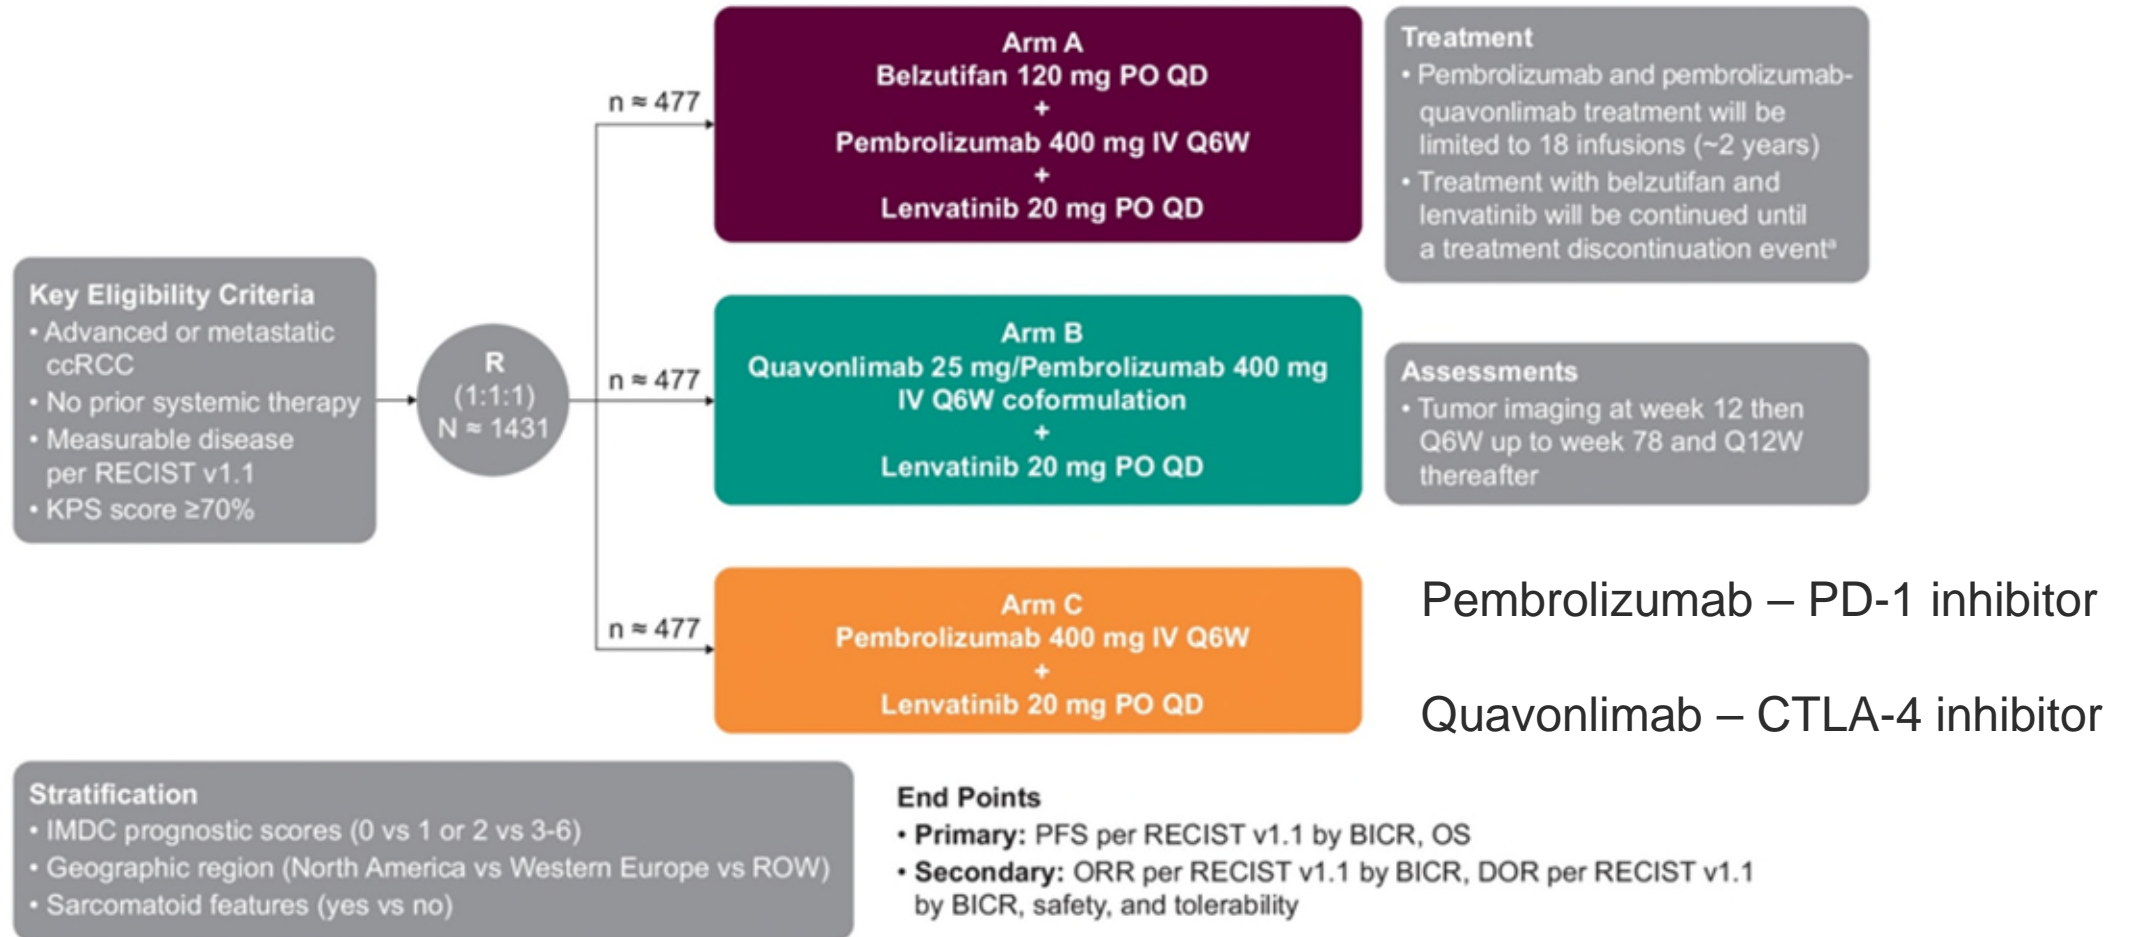 Key Eligibility Criteria
• Advanced or metastatic
ccRCC
• No prior systemic therapy
• Measurable disease
per RECIST v1.1
• KPS score ≥70%
R
(1:1:1)
N ≈ 1431
n ≈ 477
Arm A
Belzutifan 120 mg PO QD
+
Pembrolizumab 400 mg IV Q6W
+
Lenvatinib 20 mg PO QD
n ≈ 477
Arm B
Quavonlimab 25 mg/Pembrolizumab 400 mg
IV Q6W coformulation
+
Lenvatinib 20 mg PO QD
n ≈ 477
Arm C
Pembrolizumab 400 mg IV Q6W
+
Lenvatinib 20 mg PO QD
Treatment
• Pembrolizumab and pembrolizumab-
quavonlimab treatment will be
limited to 18 infusions (~2 years)
• Treatment with belzutifan and
lenvatinib will be continued until
a treatment discontinuation eventᵃ
Assessments
• Tumor imaging at week 12 then
Q6W up to week 78 and Q12W
thereafter
Pembrolizumab – PD-1 inhibitor
Quavonlimab – CTLA-4 inhibitor
Stratification
• IMDC prognostic scores (0 vs 1 or 2 vs 3-6)
• Geographic region (North America vs Western Europe vs ROW)
• Sarcomatoid features (yes vs no)
End Points
• Primary: PFS per RECIST v1.1 by BICR, OS
• Secondary: ORR per RECIST v1.1 by BICR, DOR per RECIST v1.1
by BICR, safety, and tolerability